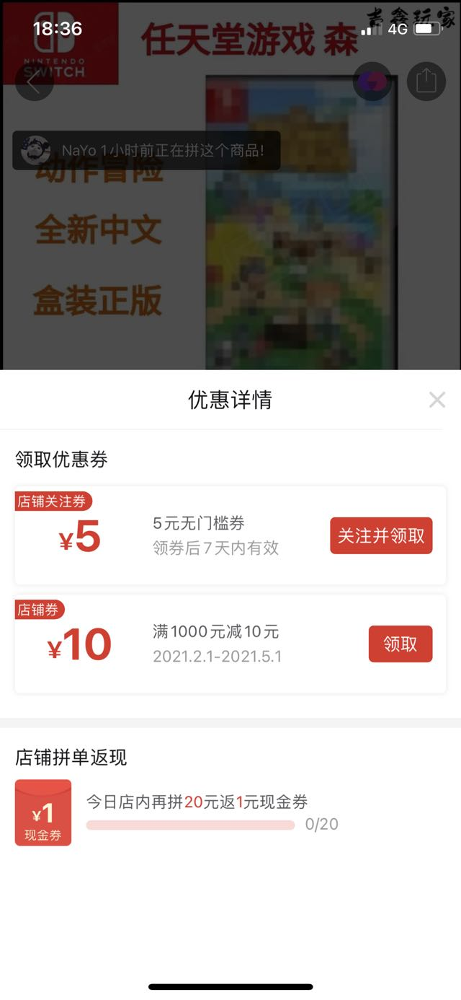 吉鑫玩家
18:36
4G
任天堂游戏 森
NINTENDO
SWITCH
NaYo 1小时前正在拼这个商品!
动作冒险
全新中文
盒装正版
优惠详情
领取优惠券
店铺关注券
¥5
5元无门槛券
领券后7天内有效
关注并领取
店铺券
¥10
满1000元减10元
2021.2.1-2021.5.1
领取
店铺拼单返现
¥1
现金券
今日店内再拼20元返1元现金券
0/20